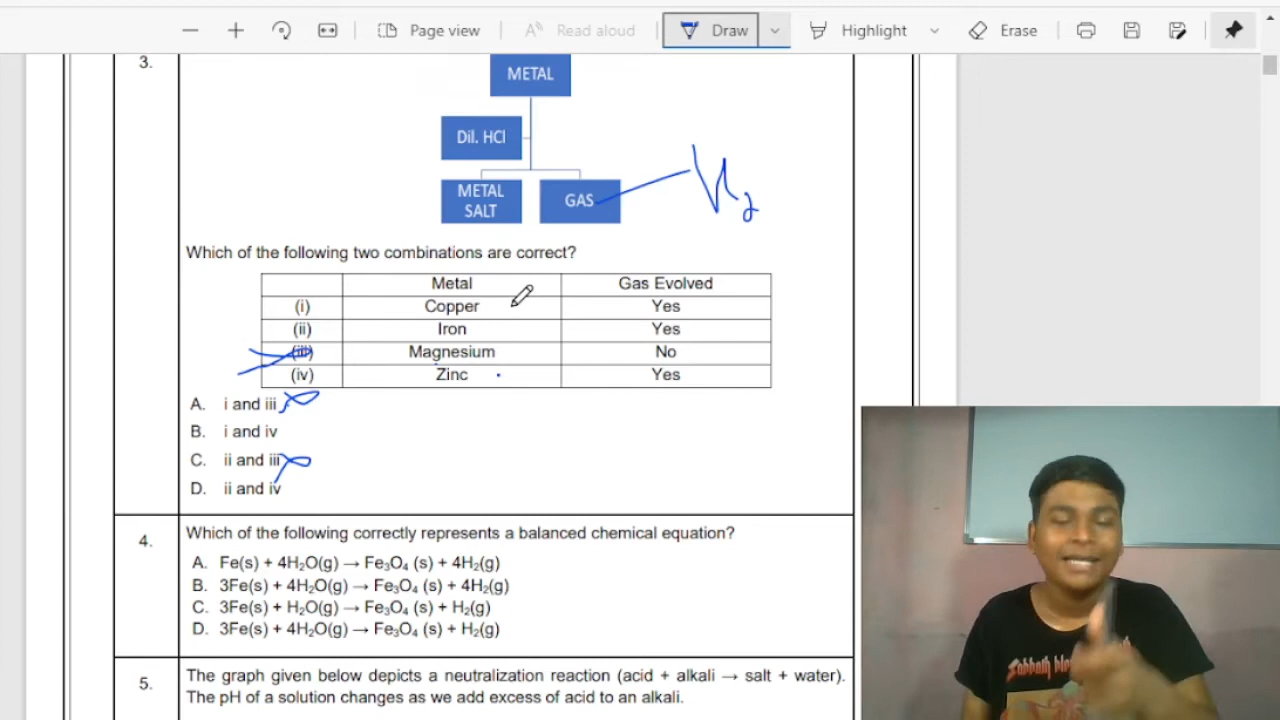 Page view
Read aloud
Draw
Highlight
Erase
3.
METAL
Dil. HCl
METAL SALT
GAS
H2
Which of the following two combinations are correct?
Metal Gas Evolved
(i) Copper Yes
(ii) Iron Yes
(iii) Magnesium No
(iv) Zinc Yes
A. i and iii
B. i and iv
C. ii and iii
D. ii and iv
4. Which of the following correctly represents a balanced chemical equation?
A. Fe(s) + 4H₂O(g) → Fe₃O₄ (s) + 4H₂(g)
B. 3Fe(s) + 4H₂O(g) → Fe₃O₄ (s) + 4H₂(g)
C. 3Fe(s) + H₂O(g) → Fe₃O₄ (s) + H₂(g)
D. 3Fe(s) + 4H₂O(g) → Fe₃O₄ (s) + H₂(g)
5. The graph given below depicts a neutralization reaction (acid + alkali → salt + water).
The pH of a solution changes as we add excess of acid to an alkali.